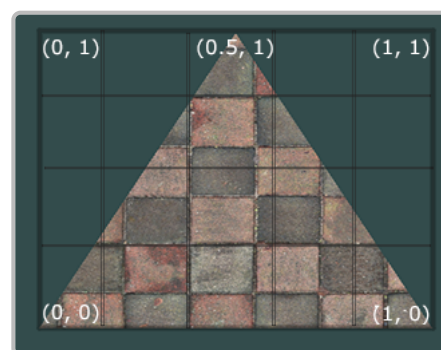 (0, 1) (0.5, 1) (1, 1)
(0, 0) (1, 0)